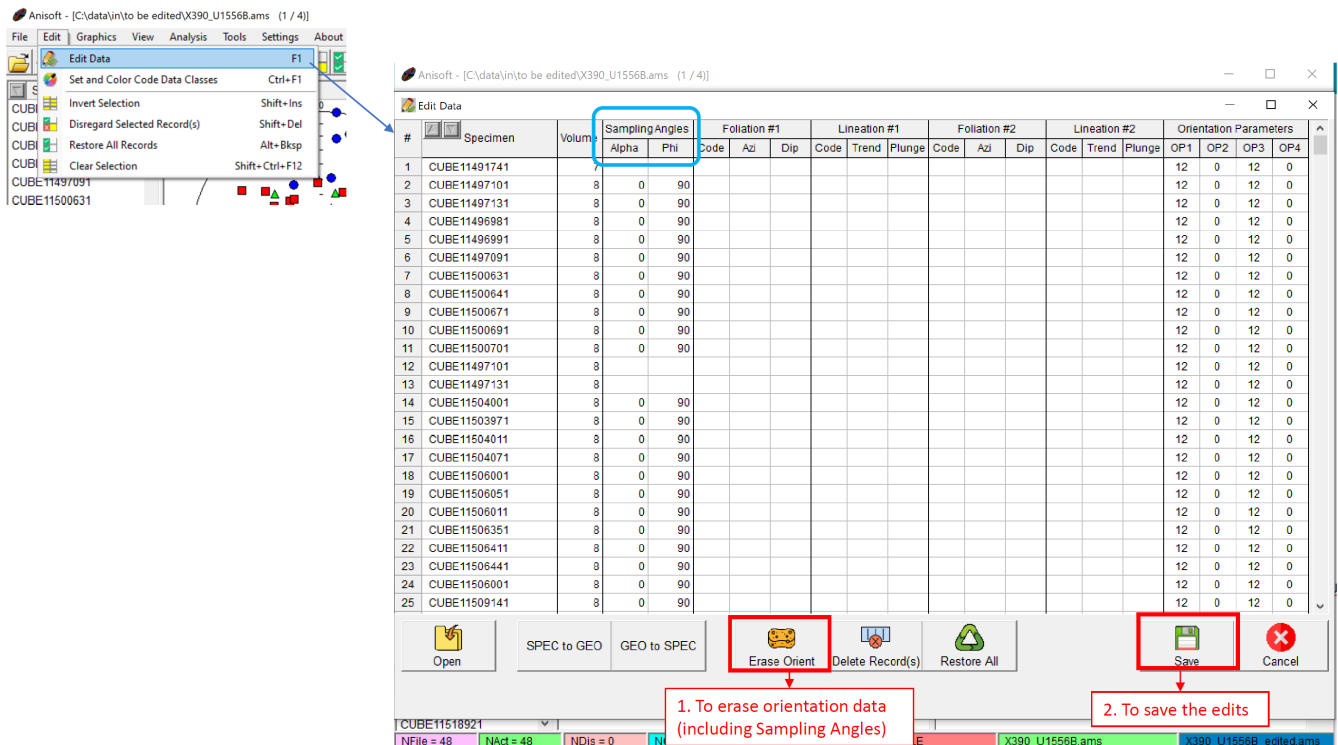 Anisoft - [C:\data\in\to be edited\X390_U1556B.ams (1 / 4)]
File Edit Graphics View Analysis Tools Settings About
Edit Data F1
Set and Color Code Data Classes Ctrl+F1
Invert Selection Shift+Ins
Disregard Selected Record(s) Shift+Del
Restore All Records Alt+Bksp
Clear Selection Shift+Ctrl+F12
CUBE11497091
CUBE11500631
Anisoft - [C:\data\in\to be edited\X390_U1556B.ams (1 / 4)]
Edit Data
# Specimen Volume Sampling Angles Foliation #1 Lineation #1 Foliation #2 Lineation #2 Orientation Parameters
Alpha Phi Code Azi Dip Code Trend Plunge Code Azi Dip Code Trend Plunge OP1 OP2 OP3 OP4
1 CUBE11491741 7 12 0 12 0
2 CUBE11497101 8 0 90 12 0 12 0
3 CUBE11497131 8 0 90 12 0 12 0
4 CUBE11496981 8 0 90 12 0 12 0
5 CUBE11496991 8 0 90 12 0 12 0
6 CUBE11497091 8 0 90 12 0 12 0
7 CUBE11500631 8 0 90 12 0 12 0
8 CUBE11500641 8 0 90 12 0 12 0
9 CUBE11500671 8 0 90 12 0 12 0
10 CUBE11500691 8 0 90 12 0 12 0
11 CUBE11500701 8 0 90 12 0 12 0
12 CUBE11497101 8 12 0 12 0
13 CUBE11497131 8 12 0 12 0
14 CUBE11504001 8 0 90 12 0 12 0
15 CUBE11503971 8 0 90 12 0 12 0
16 CUBE11504011 8 0 90 12 0 12 0
17 CUBE11504071 8 0 90 12 0 12 0
18 CUBE11506001 8 0 90 12 0 12 0
19 CUBE11506051 8 0 90 12 0 12 0
20 CUBE11506011 8 0 90 12 0 12 0
21 CUBE11506351 8 0 90 12 0 12 0
22 CUBE11506411 8 0 90 12 0 12 0
23 CUBE11506441 8 0 90 12 0 12 0
24 CUBE11506001 8 0 90 12 0 12 0
25 CUBE11509141 8 0 90 12 0 12 0
Open SPEC to GEO GEO to SPEC Erase Orient Delete Record(s) Restore All Save Cancel
1. To erase orientation data
(including Sampling Angles)
2. To save the edits
CUBE11518921
NFile = 48 NAct = 48 NDis = 0 X390_U1556B.ams X390_U1556B_edited.ams